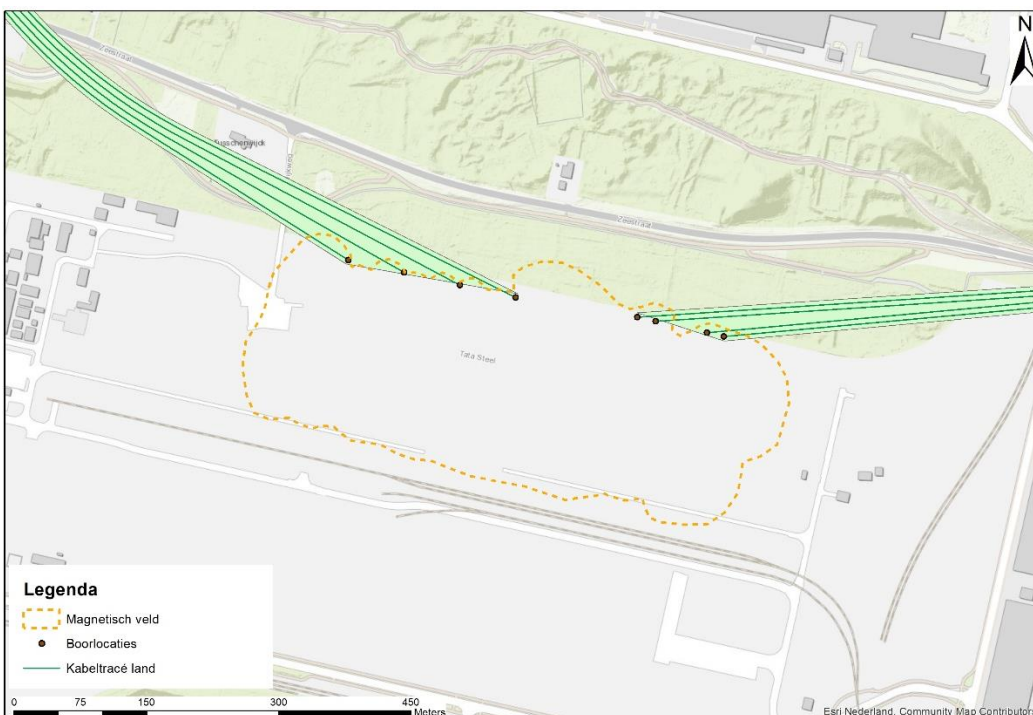 N
Zeestraat
Busschenwijck
Zeestraat
Tata Steel
Legenda
Magnetisch veld
Boorlocaties
Kabeltracé land
0 75 150 300 450
Meters
Esri Nederland, Community Map Contributors